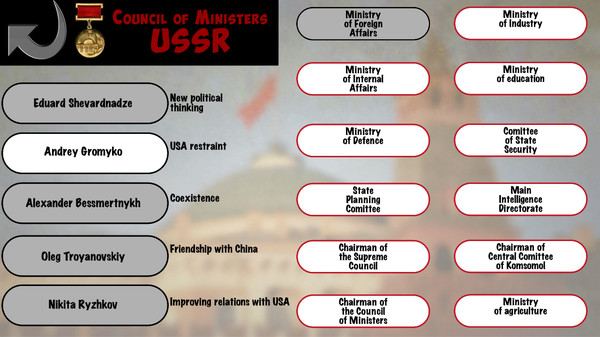 Council of Ministers
USSR
Eduard Shevardnadze
New political
thinking
Andrey Gromyko
USA restraint
Alexander Bessmertnykh
Coexistence
Oleg Troyanovskiy
Friendship with China
Nikita Ryzhkov
Improving relations with USA
Ministry
of Foreign
Affairs
Ministry
of Industry
Ministry
of Internal
Affairs
Ministry
of education
Ministry
of Defence
Comittee
of State
Security
State
Planning
Comittee
Main
Intelligence
Directorate
Chairman of
the Supreme
Council
Chairman of
Central Comittee
of Komsomol
Chairman of
the Council
of Ministers
Ministry
of agriculture